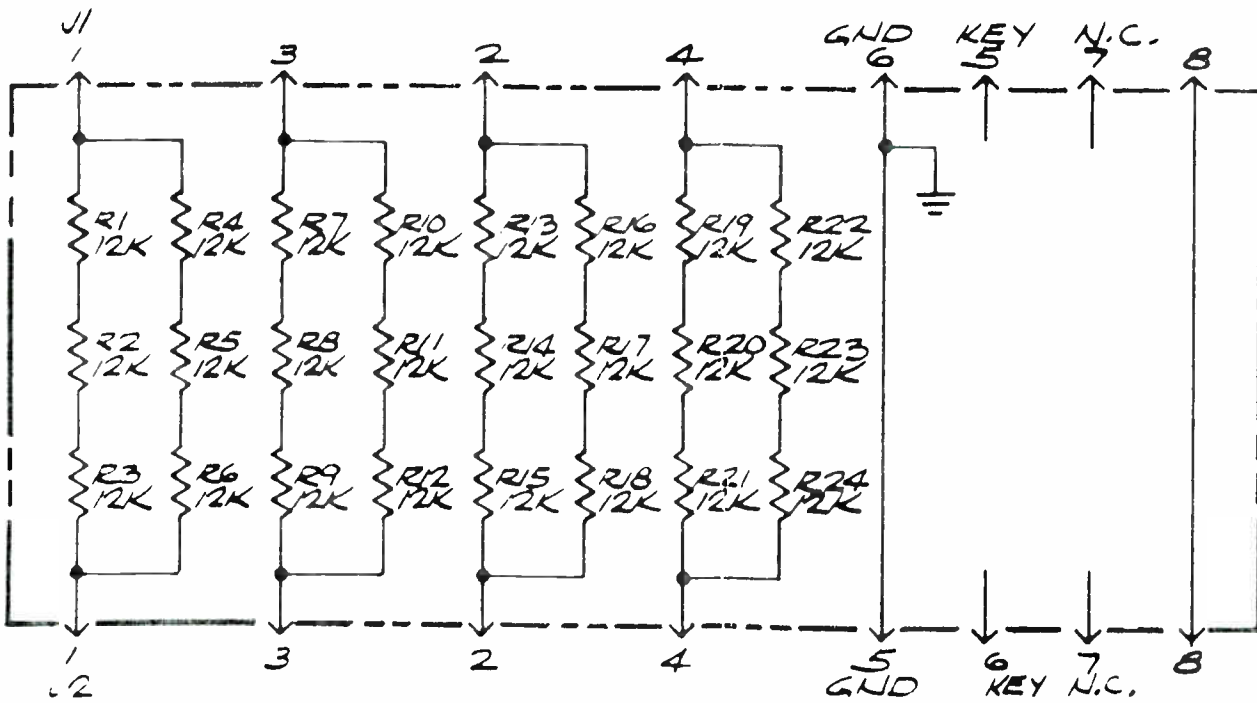 J1
GND KEY N.C.
1 3 2 4 6 5 7 8
R1 R4 R7 R10 R13 R16 R19 R22
12K 12K 12K 12K 12K 12K 12K 12K
R2 R5 R8 R11 R14 R17 R20 R23
12K 12K 12K 12K 12K 12K 12K 12K
R3 R6 R9 R12 R15 R18 R21 R24
12K 12K 12K 12K 12K 12K 12K 12K
1 3 2 4 5 6 7 8
J2 GND KEY N.C.